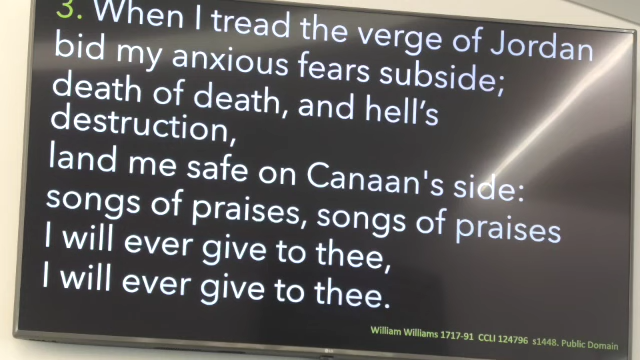 3. When I tread the verge of Jordan
bid my anxious fears subside;
death of death, and hell's
destruction,
land me safe on Canaan's side:
songs of praises, songs of praises
I will ever give to thee,
I will ever give to thee.
William Williams 1717-91 CCLI 124796 s1448. Public Domain
LG